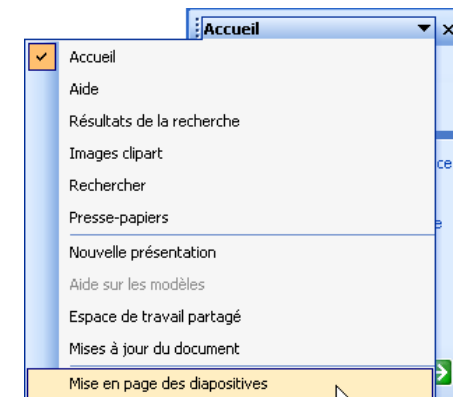 Accueil
Accueil
Aide
Résultats de la recherche
Images clipart
Rechercher
Presse-papiers
Nouvelle présentation
Aide sur les modèles
Espace de travail partagé
Mises à jour du document
Mise en page des diapositives